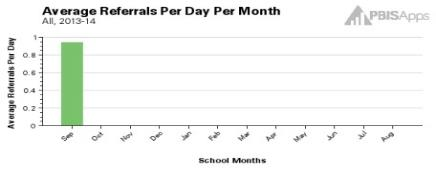 Average Referrals Per Day Per Month
All, 2013-14
PBISApps
Average Referrals Per Day
1
0.8
0.6
0.4
0.2
0
Sep Oct Nov Dec Jan Feb Mar Apr May Jun Jul Aug
School Months